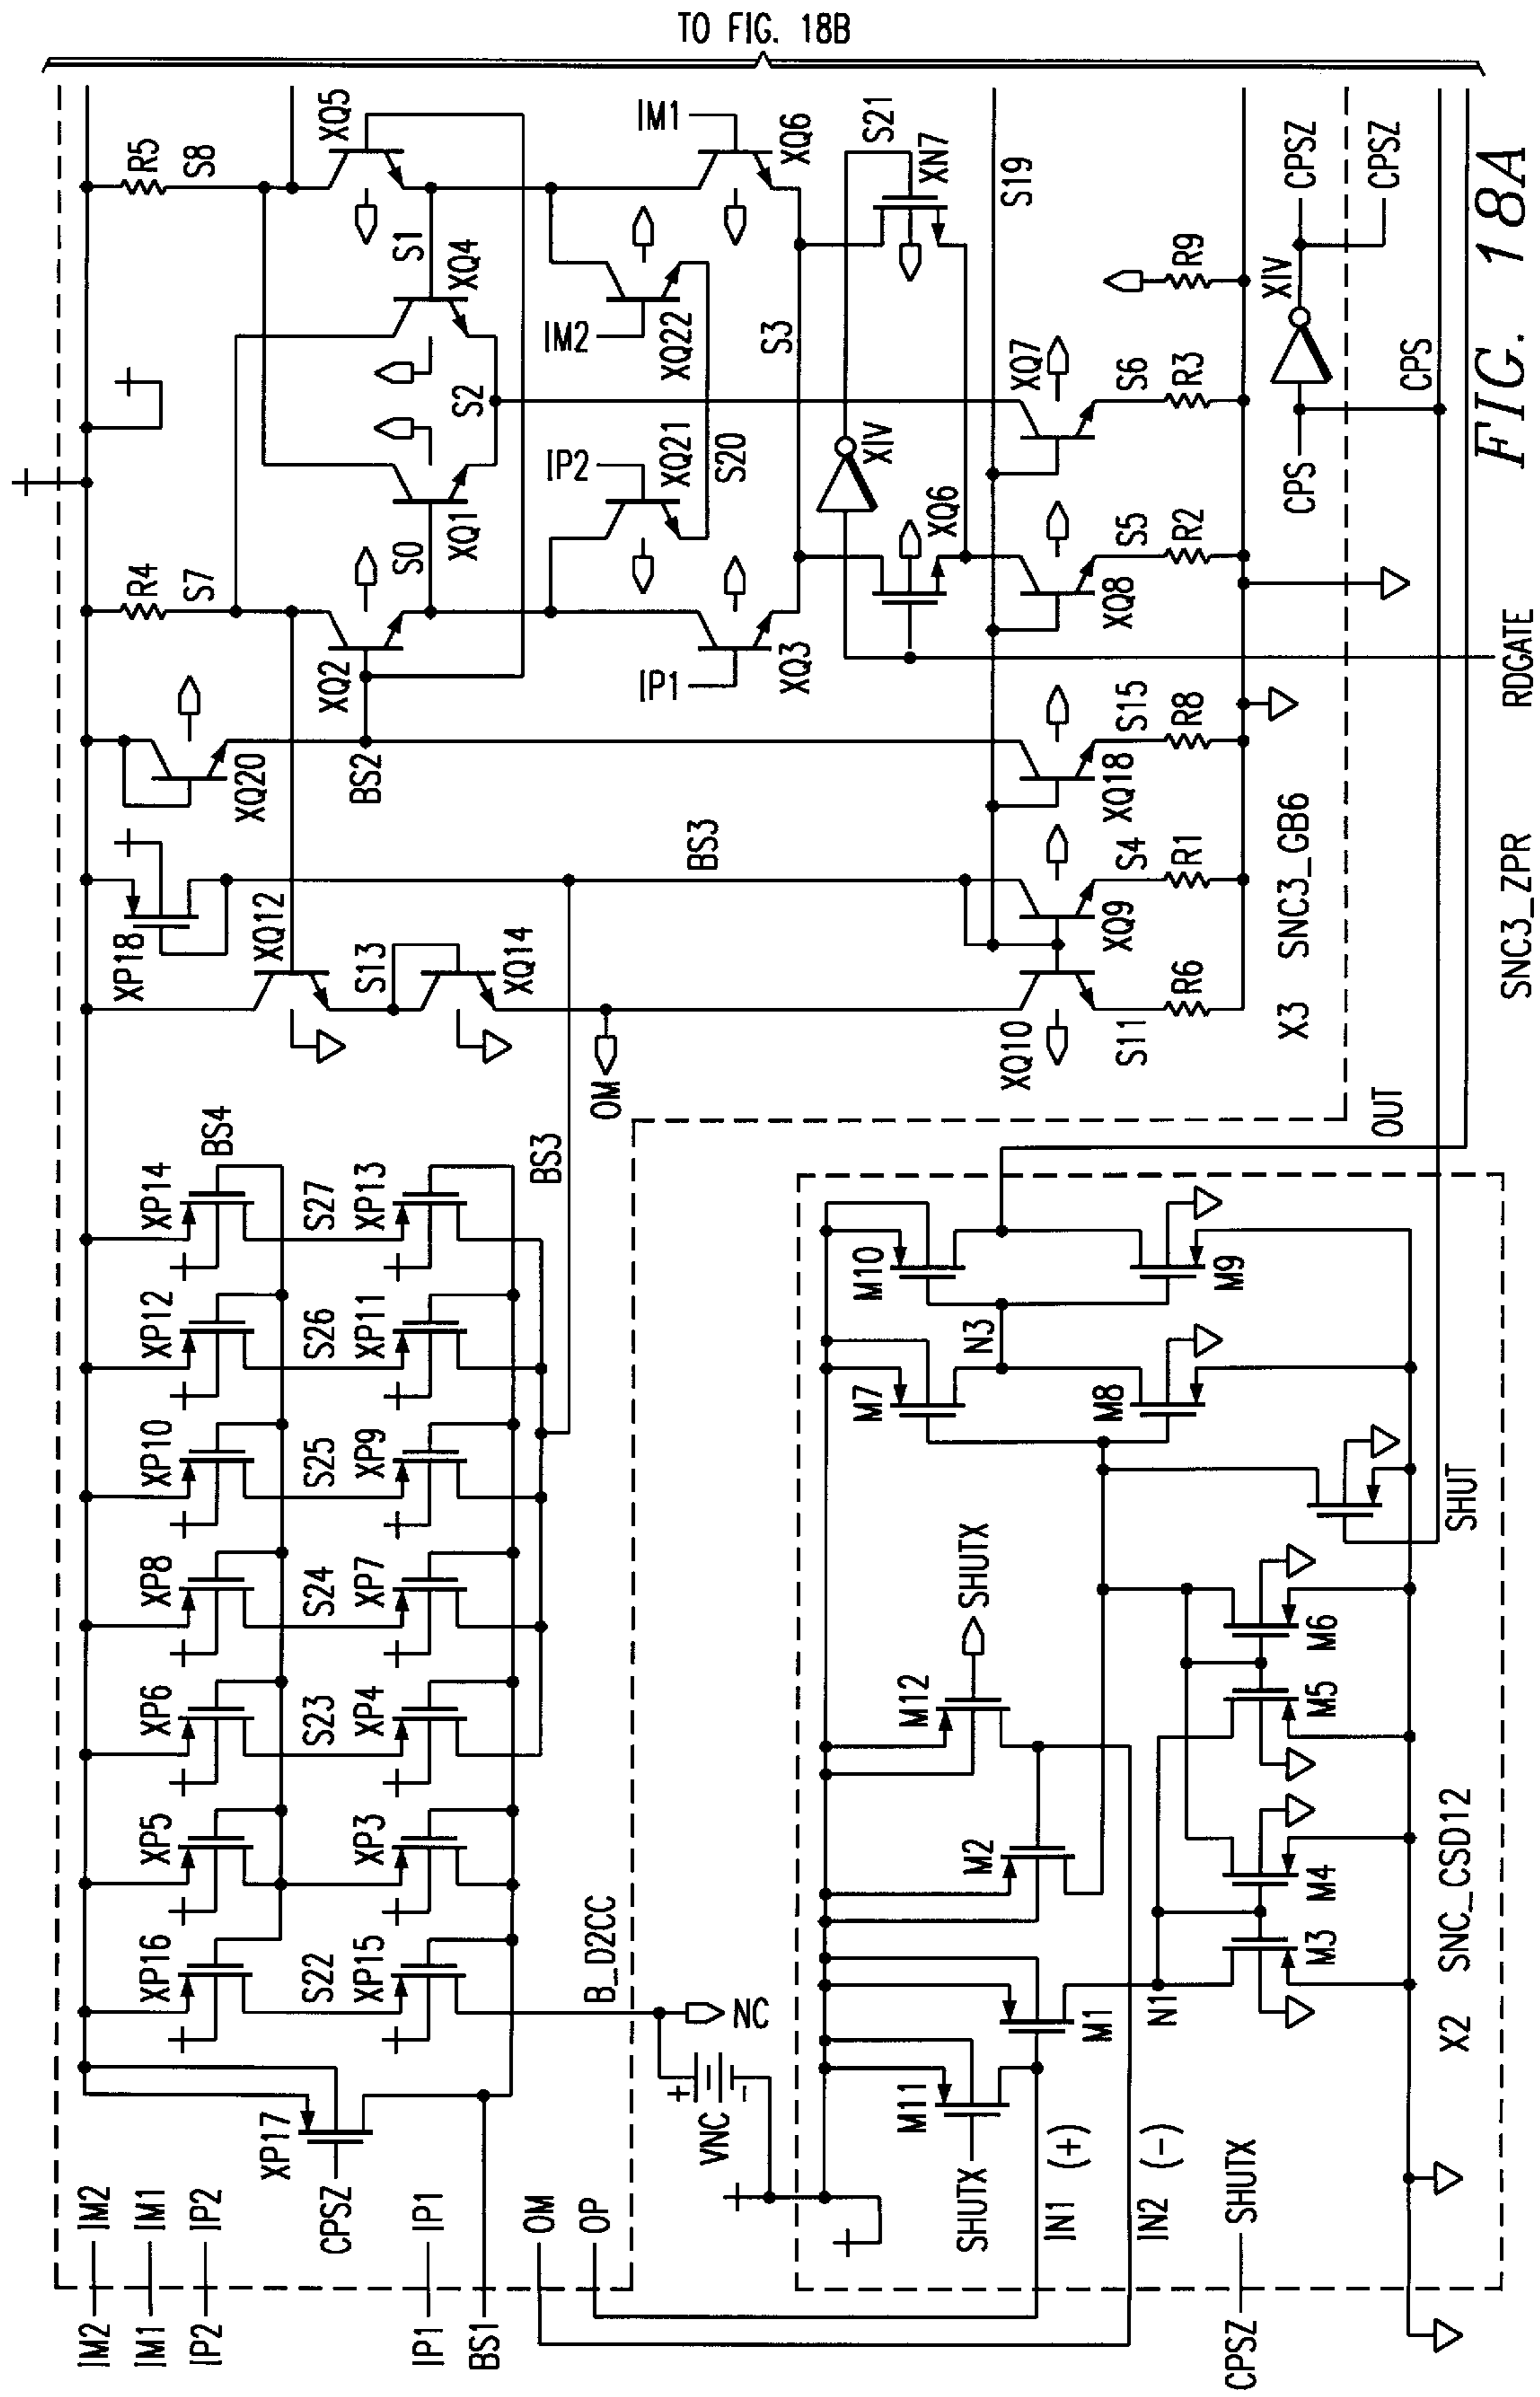 TO FIG. 18B
R5
S8
XQ5
IM1
XQ6
S21
XN7
S19
R9
XIV
CPSZ
CPSZ
S1
XQ4
IM2
XQ22
S3
XQ7
S6
R3
CPS
CPS
S2
IP2
XQ21
S20
XIV
XQ6
R4
S7
S0
XQ1
XQ2
IP1
XQ3
XQ8
S5
R2
XQ20
BS2
XQ18
S15
R8
RDGATE
XP18
XQ12
S13
XQ14
BS3
XQ9
S4
R1
OM
XQ10
S11
R6
X3
SNC3_GB6
SNC3_ZPR
FIG. 18A
BS4
XP14
S27
XP13
BS3
XP12
S26
XP11
XP10
S25
XP9
XP8
S24
XP7
XP6
S23
XP4
XP5
XP3
XP16
S22
XP15
B_D2CC
NC
XP17
CPSZ
VNC
+
-
OUT
M10
M9
N3
M7
M8
SHUT
M12
SHUTX
M6
M5
M2
M4
M3
M1
N1
M11
SHUTX
IN1
(+)
IN2
(-)
X2
SNC_CSD12
IM2
IM2
IM1
IM1
IP2
IP2
IP1
IP1
BS1
OM
OP
CPSZ
SHUTX